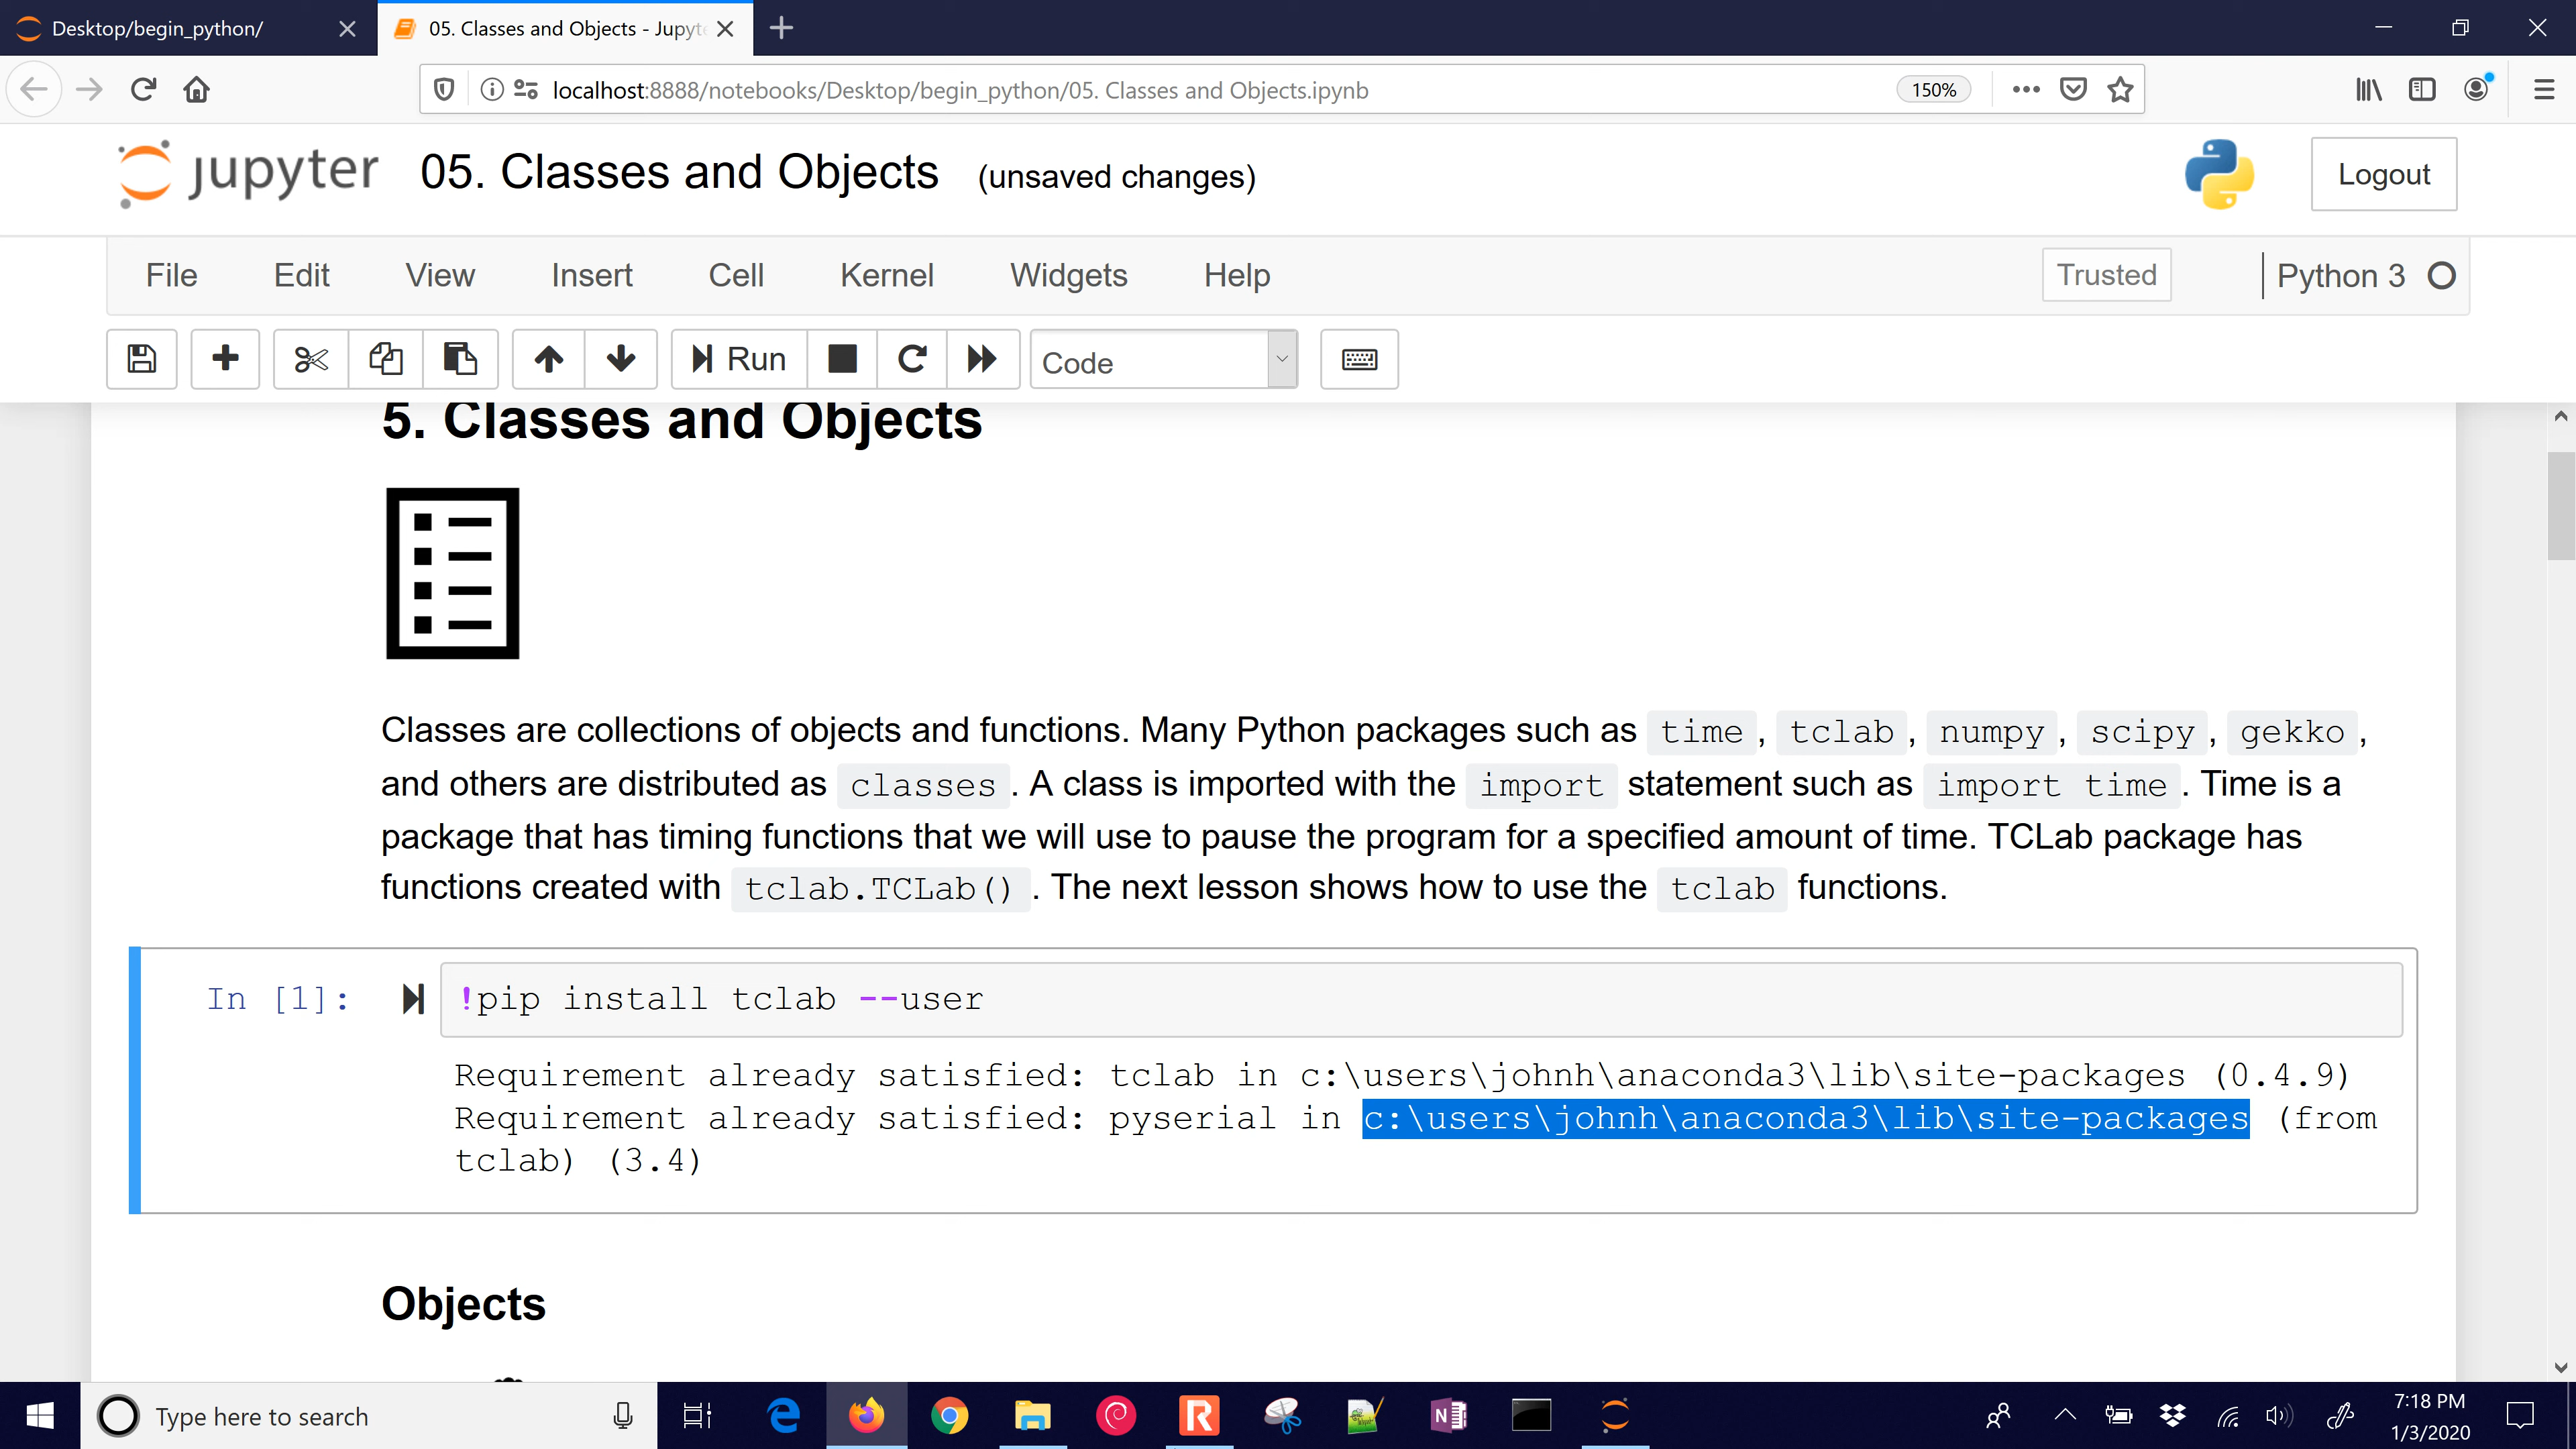 Desktop/begin_python/
05. Classes and Objects - Jupyt
localhost:8888/notebooks/Desktop/begin_python/05. Classes and Objects.ipynb
150%
jupyter 05. Classes and Objects (unsaved changes)
Logout
File Edit View Insert Cell Kernel Widgets Help
Trusted
Python 3
Run
Code
5. Classes and Objects
Classes are collections of objects and functions. Many Python packages such as time , tclab , numpy , scipy , gekko ,
and others are distributed as classes . A class is imported with the import statement such as import time . Time is a
package that has timing functions that we will use to pause the program for a specified amount of time. TCLab package has
functions created with tclab.TCLab() . The next lesson shows how to use the tclab functions.
In [1]: !pip install tclab --user
Requirement already satisfied: tclab in c:\users\johnh\anaconda3\lib\site-packages (0.4.9)
Requirement already satisfied: pyserial in c:\users\johnh\anaconda3\lib\site-packages (from
tclab) (3.4)
Objects
Type here to search
7:18 PM
1/3/2020